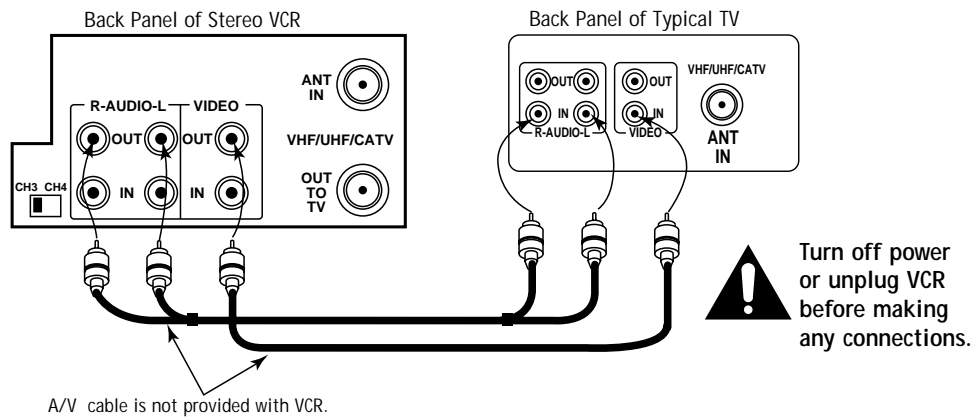 Back Panel of Stereo VCR
ANT
IN
R-AUDIO-L
VIDEO
OUT
OUT
VHF/UHF/CATV
CH3 CH4
IN
IN
OUT
TO
TV
Back Panel of Typical TV
OUT
OUT
VHF/UHF/CATV
IN
IN
R-AUDIO-L
VIDEO
ANT
IN
Turn off power
or unplug VCR
before making
any connections.
A/V cable is not provided with VCR.